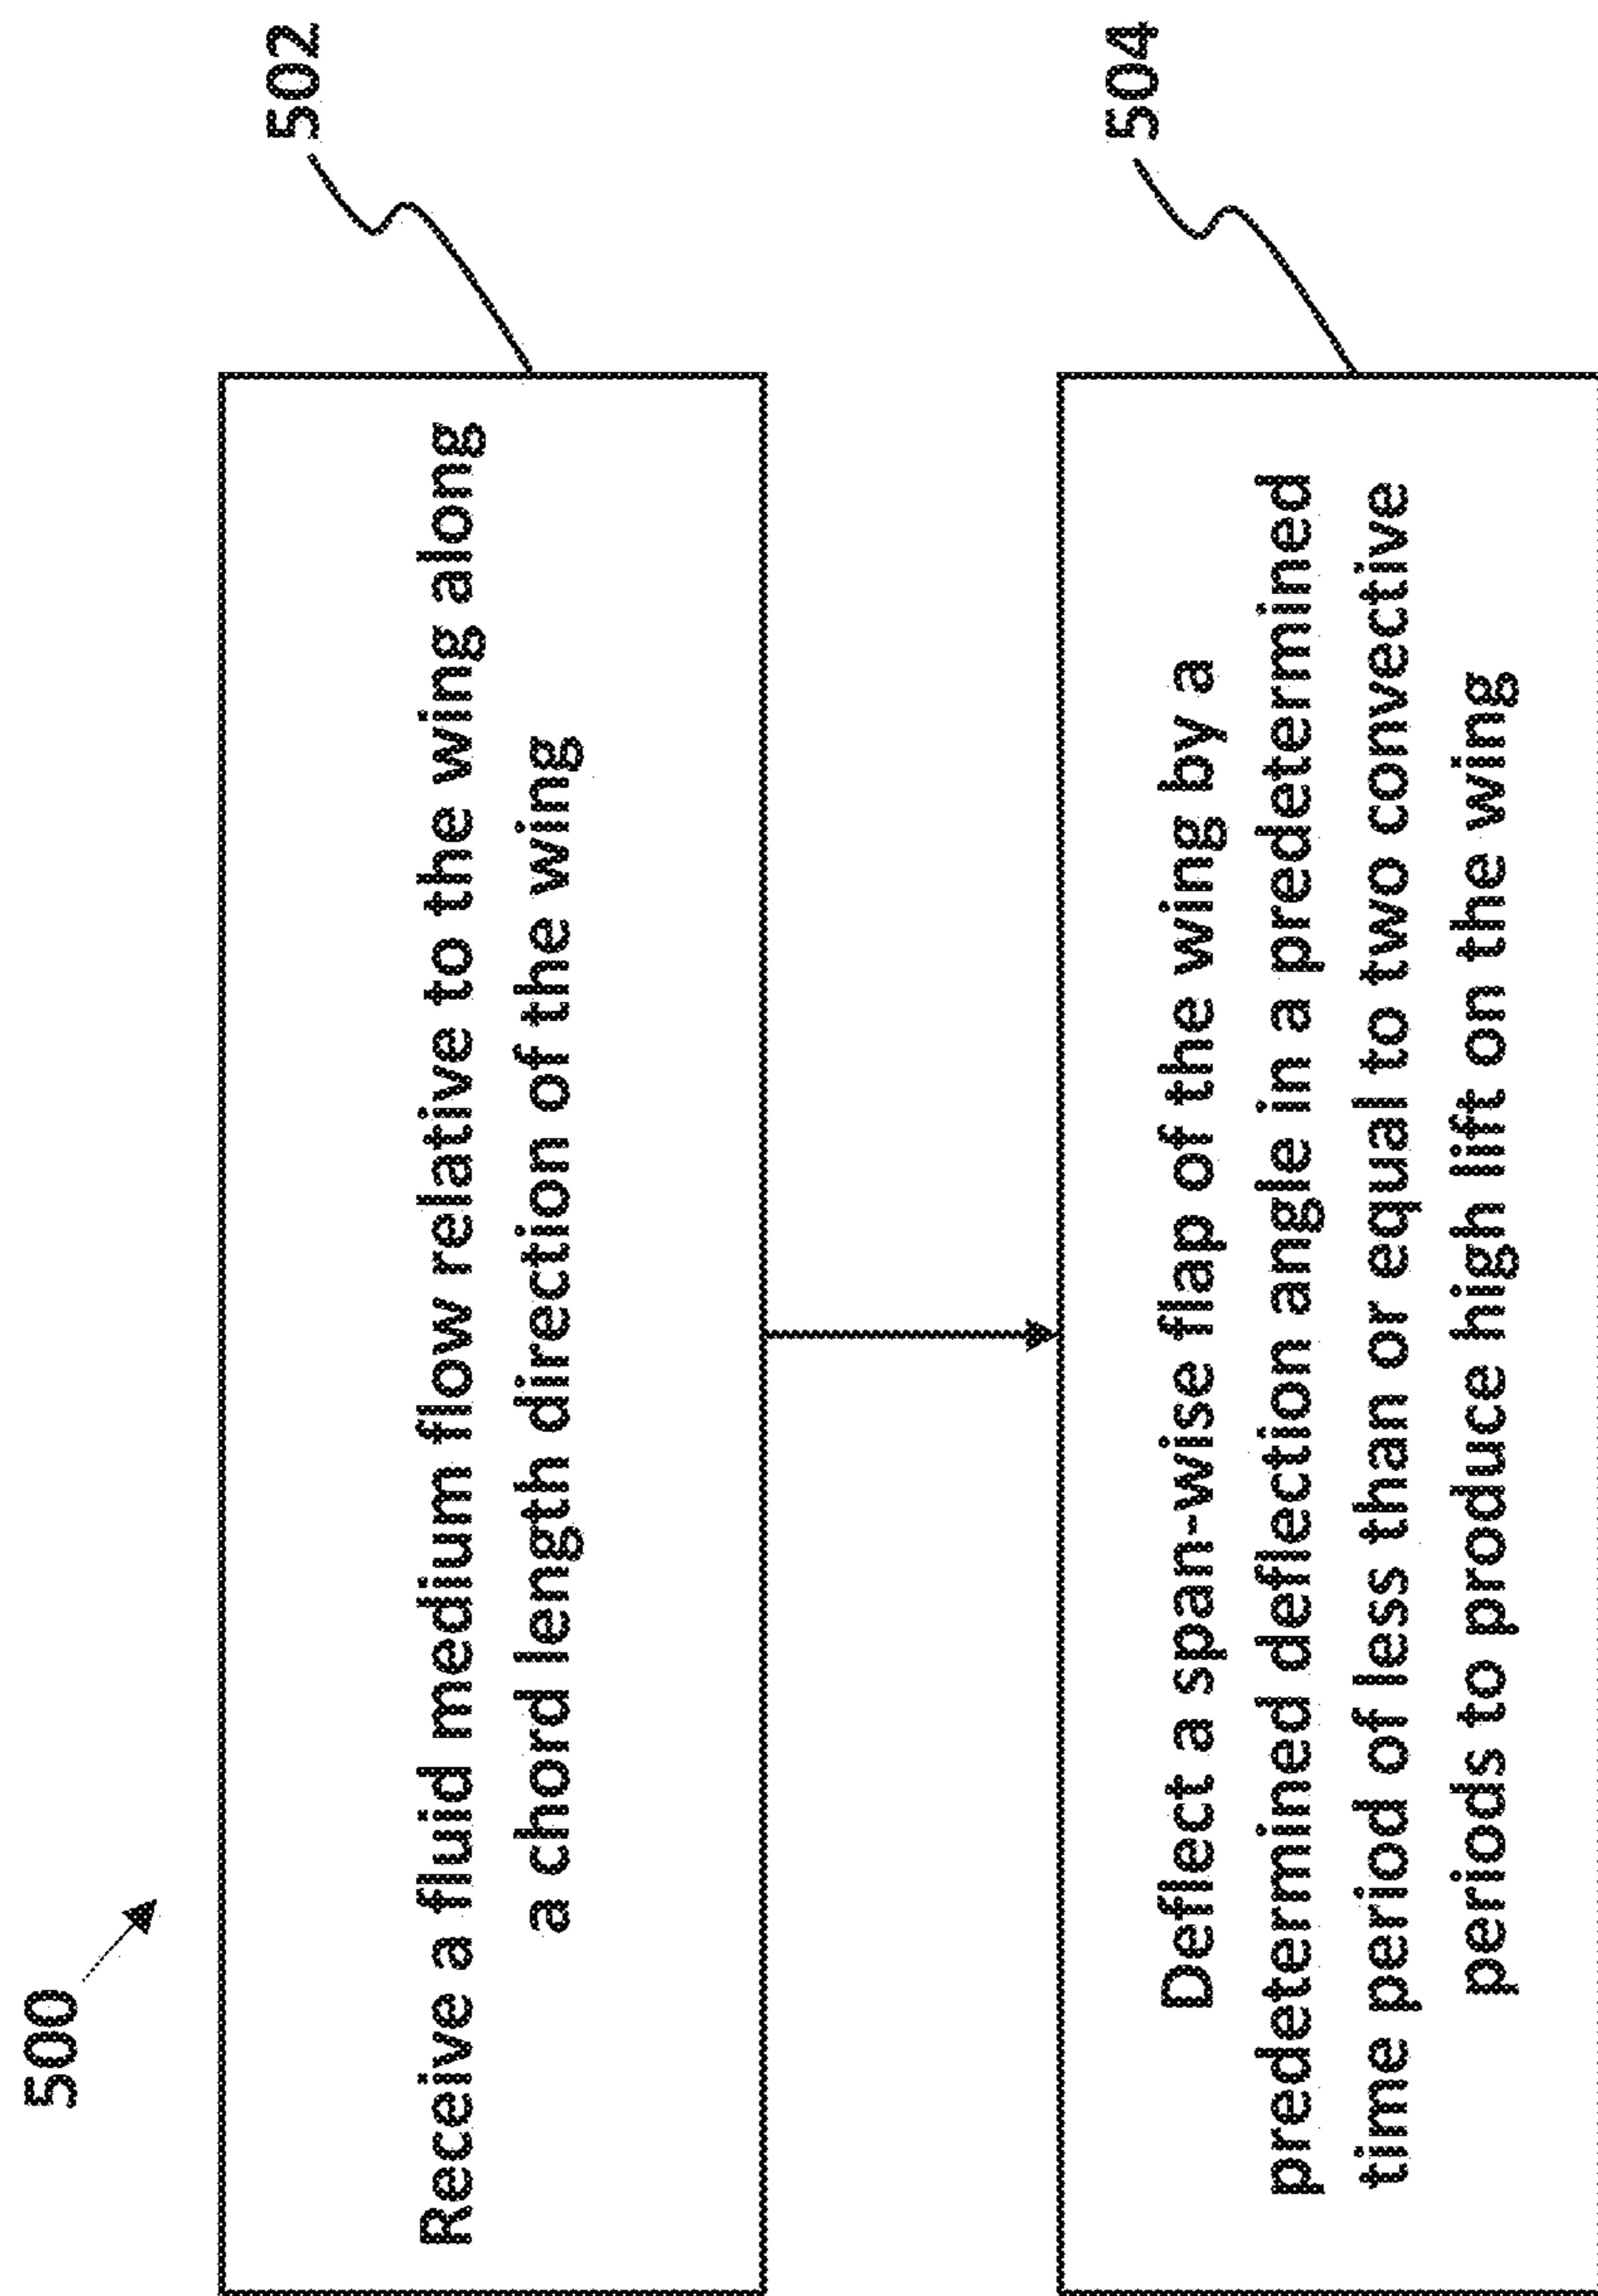 500
Receive a fluid medium flow relative to the wing along
a chord length direction of the wing
502
Deflect a span-wise flap of the wing by a
predetermined deflection angle in a predetermined
time period of less than or equal to two convective
periods to produce high lift on the wing
504